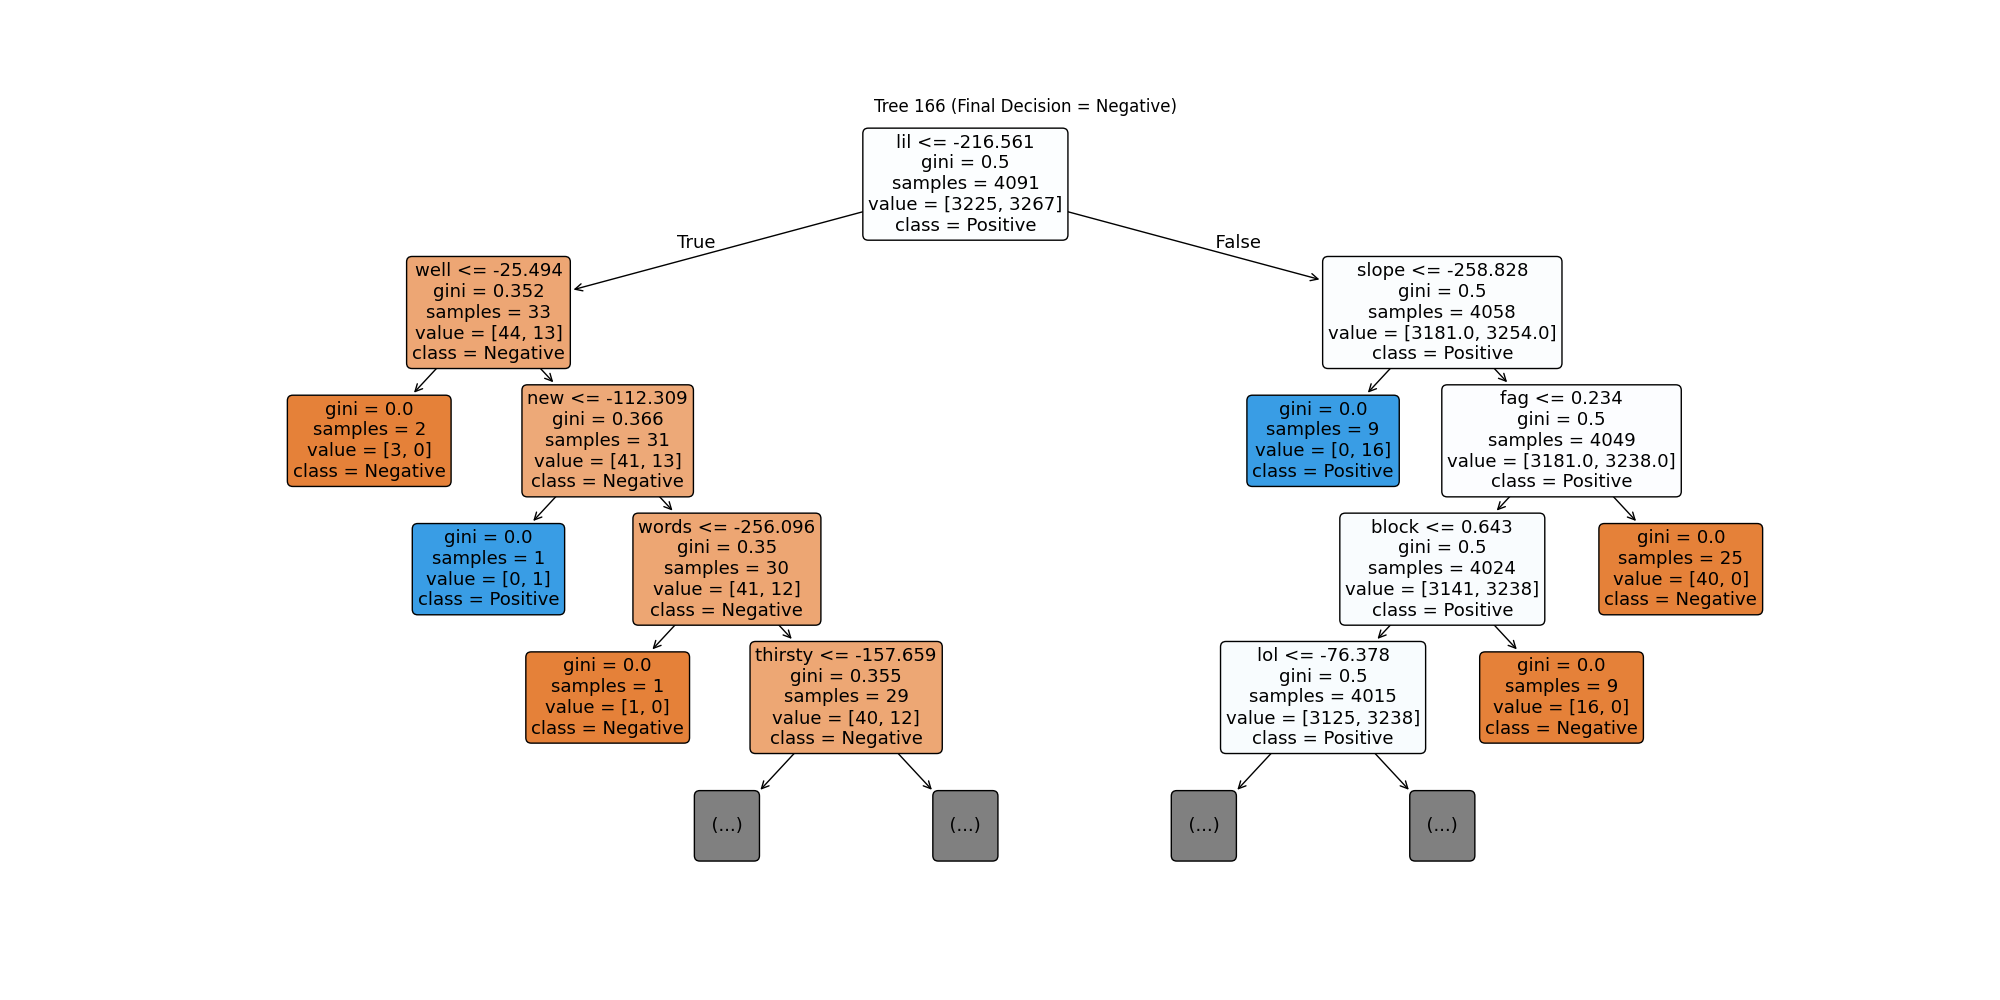 Tree 166 (Final Decision = Negative)
lil <= -216.561
gini = 0.5
samples = 4091
value = [3225, 3267]
class = Positive
True
False
well <= -25.494
gini = 0.352
samples = 33
value = [44, 13]
class = Negative
slope <= -258.828
gini = 0.5
samples = 4058
value = [3181.0, 3254.0]
class = Positive
gini = 0.0
samples = 2
value = [3, 0]
class = Negative
new <= -112.309
gini = 0.366
samples = 31
value = [41, 13]
class = Negative
gini = 0.0
samples = 9
value = [0, 16]
class = Positive
fag <= 0.234
gini = 0.5
samples = 4049
value = [3181.0, 3238.0]
class = Positive
gini = 0.0
samples = 1
value = [0, 1]
class = Positive
words <= -256.096
gini = 0.35
samples = 30
value = [41, 12]
class = Negative
block <= 0.643
gini = 0.5
samples = 4024
value = [3141, 3238]
class = Positive
gini = 0.0
samples = 25
value = [40, 0]
class = Negative
gini = 0.0
samples = 1
value = [1, 0]
class = Negative
thirsty <= -157.659
gini = 0.355
samples = 29
value = [40, 12]
class = Negative
lol <= -76.378
gini = 0.5
samples = 4015
value = [3125, 3238]
class = Positive
gini = 0.0
samples = 9
value = [16, 0]
class = Negative
(...)
(...)
(...)
(...)